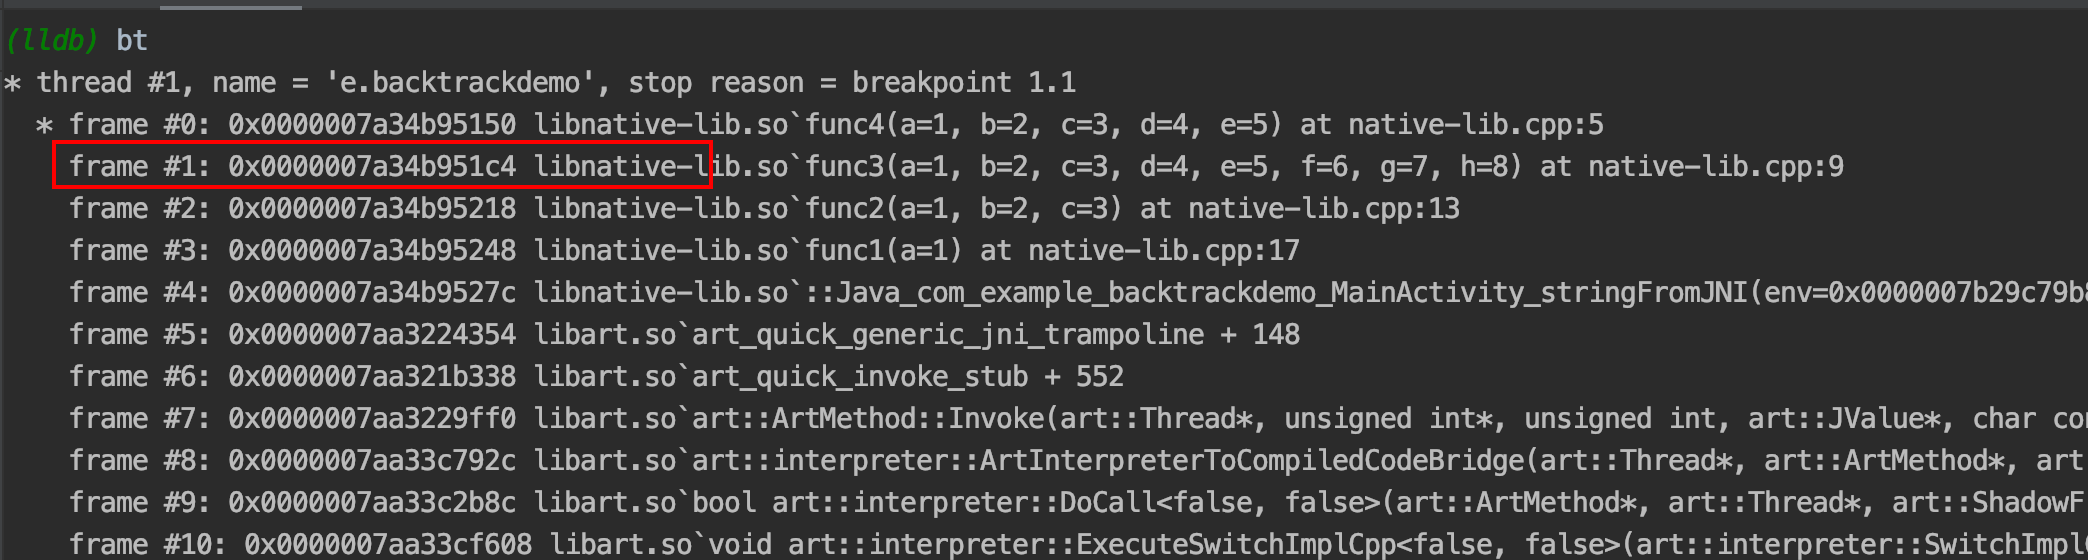 (lldb) bt
* thread #1, name = 'e.backtrackdemo', stop reason = breakpoint 1.1
* frame #0: 0x0000007a34b95150 libnative-lib.so`func4(a=1, b=2, c=3, d=4, e=5) at native-lib.cpp:5
frame #1: 0x0000007a34b951c4 libnative-lib.so`func3(a=1, b=2, c=3, d=4, e=5, f=6, g=7, h=8) at native-lib.cpp:9
frame #2: 0x0000007a34b95218 libnative-lib.so`func2(a=1, b=2, c=3) at native-lib.cpp:13
frame #3: 0x0000007a34b95248 libnative-lib.so`func1(a=1) at native-lib.cpp:17
frame #4: 0x0000007a34b9527c libnative-lib.so`::Java_com_example_backtrackdemo_MainActivity_stringFromJNI(env=0x0000007b29c79b8
frame #5: 0x0000007aa3224354 libart.so`art_quick_generic_jni_trampoline + 148
frame #6: 0x0000007aa321b338 libart.so`art_quick_invoke_stub + 552
frame #7: 0x0000007aa3229ff0 libart.so`art::ArtMethod::Invoke(art::Thread*, unsigned int*, unsigned int, art::JValue*, char con
frame #8: 0x0000007aa33c792c libart.so`art::interpreter::ArtInterpreterToCompiledCodeBridge(art::Thread*, art::ArtMethod*, art
frame #9: 0x0000007aa33c2b8c libart.so`bool art::interpreter::DoCall<false, false>(art::ArtMethod*, art::Thread*, art::ShadowF
frame #10: 0x0000007aa33cf608 libart.so`void art::interpreter::ExecuteSwitchImplCpp<false, false>(art::interpreter::SwitchImplC